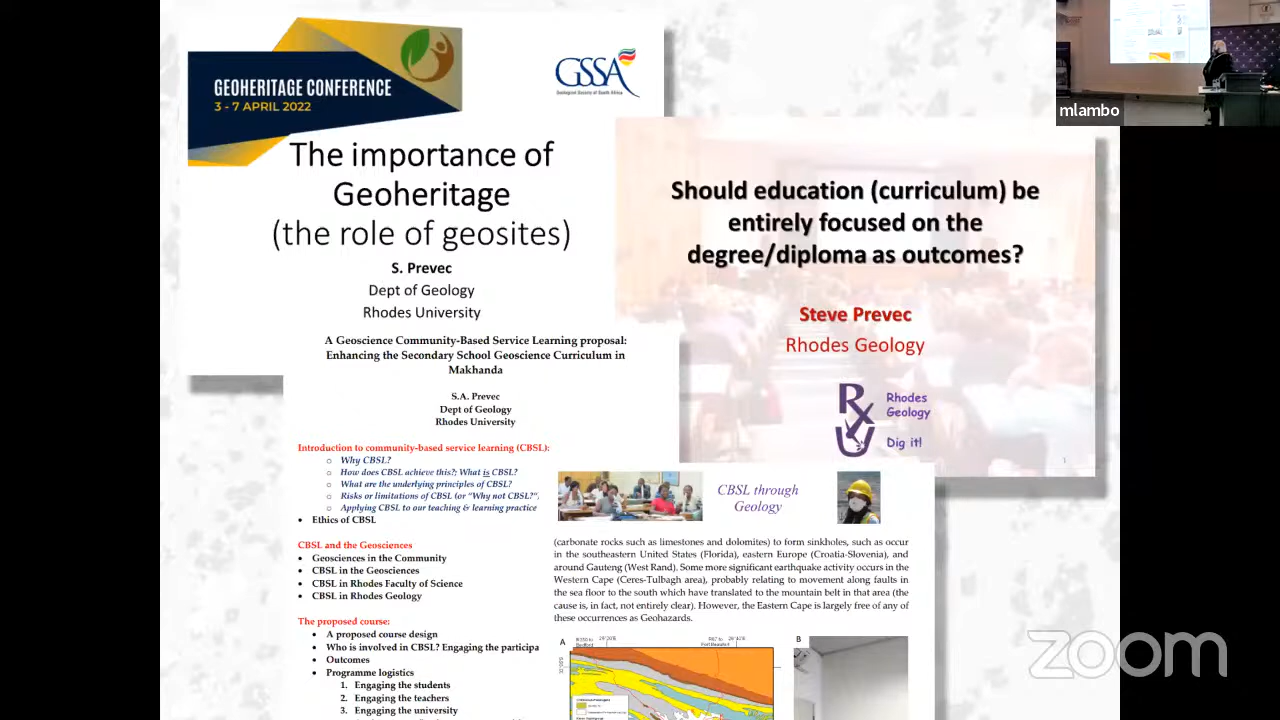 GEOHERITAGE CONFERENCE
3 - 7 APRIL 2022
GSSA
Geological Society of South Africa
mlambo
The importance of
Geoheritage
(the role of geosites)
S. Prevec
Dept of Geology
Rhodes University
Should education (curriculum) be
entirely focused on the
degree/diploma as outcomes?
Steve Prevec
Rhodes Geology
RU
Rhodes
Geology
Dig it!
1
A Geoscience Community-Based Service Learning proposal:
Enhancing the Secondary School Geoscience Curriculum in
Makhanda
S.A. Prevec
Dept of Geology
Rhodes University
Introduction to community-based service learning (CBSL):
o Why CBSL?
o How does CBSL achieve this?; What is CBSL?
o What are the underlying principles of CBSL?
o Risks or limitations of CBSL (or "Why not CBSL?",
o Applying CBSL to our teaching & learning practice
• Ethics of CBSL
CBSL and the Geosciences
• Geosciences in the Community
• CBSL in the Geosciences
• CBSL in Rhodes Faculty of Science
• CBSL in Rhodes Geology
The proposed course:
• A proposed course design
• Who is involved in CBSL? Engaging the participa
• Outcomes
• Programme logistics
1. Engaging the students
2. Engaging the teachers
3. Engaging the university
CBSL through
Geology
(carbonate rocks such as limestones and dolomites) to form sinkholes, such as occur
in the southeastern United States (Florida), eastern Europe (Croatia-Slovenia), and
around Gauteng (West Rand). Some more significant earthquake activity occurs in the
Western Cape (Ceres-Tulbagh area), probably relating to movement along faults in
the sea floor to the south which have translated to the mountain belt in that area (the
cause is, in fact, not entirely clear). However, the Eastern Cape is largely free of any of
these occurrences as Geohazards.
A
B
zoom